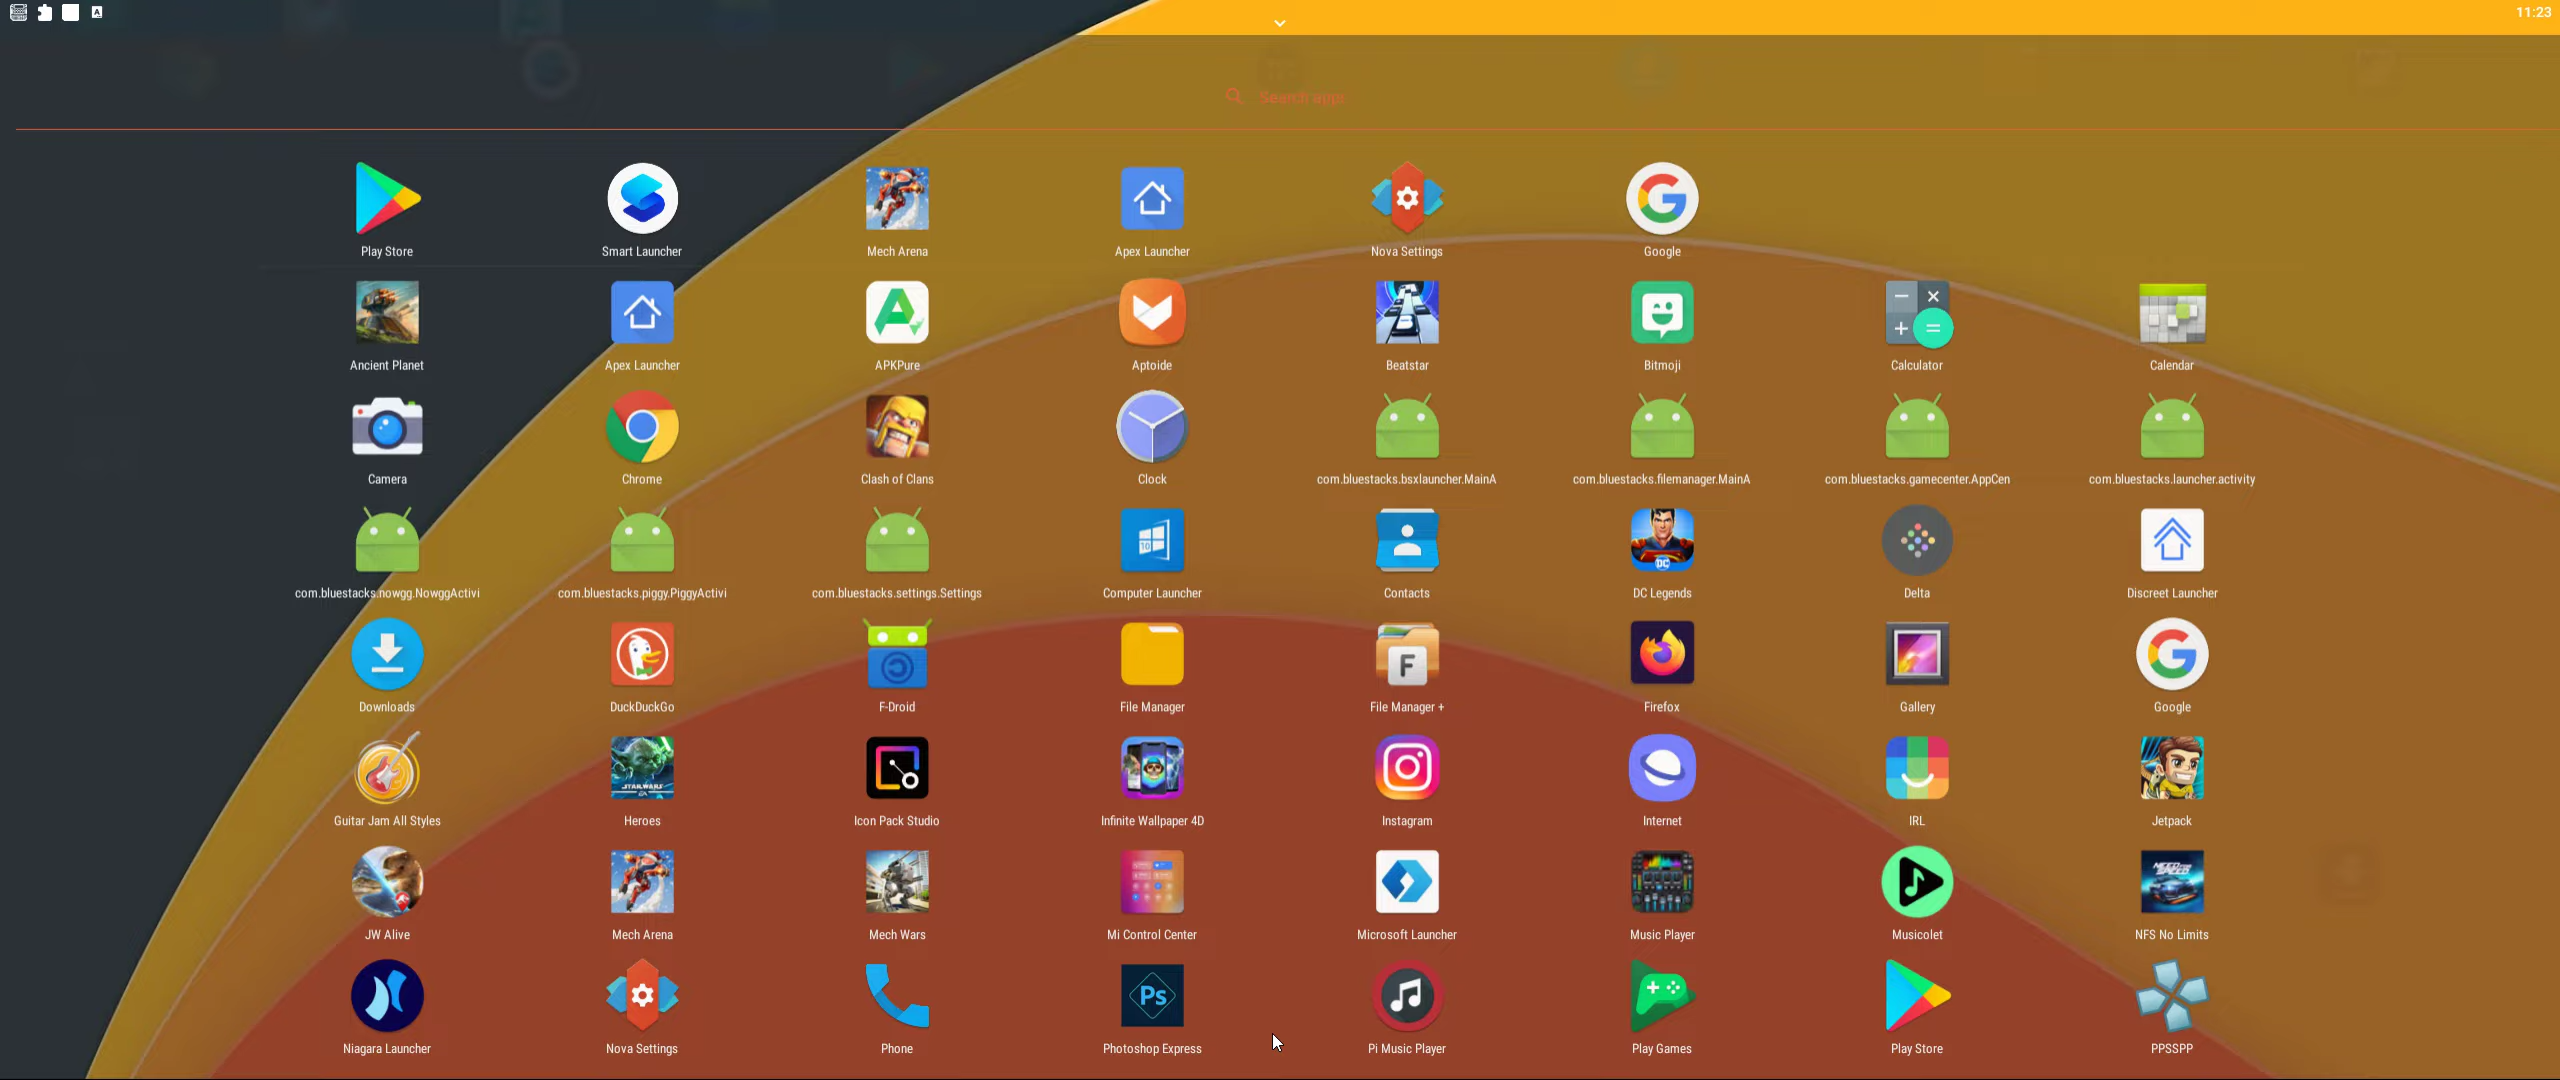 11:23
Search apps
Play Store
Smart Launcher
Mech Arena
Apex Launcher
Nova Settings
Google
Ancient Planet
Apex Launcher
APKPure
Aptoide
Beatstar
Bitmoji
Calculator
Calendar
Camera
Chrome
Clash of Clans
Clock
com.bluestacks.bsxlauncher.MainA
com.bluestacks.filemanager.MainA
com.bluestacks.gamecenter.AppCen
com.bluestacks.launcher.activity
com.bluestacks.nowgg.NowggActivi
com.bluestacks.piggy.PiggyActivi
com.bluestacks.settings.Settings
Computer Launcher
Contacts
DC Legends
Delta
Discreet Launcher
Downloads
DuckDuckGo
F-Droid
File Manager
File Manager +
Firefox
Gallery
Google
Guitar Jam All Styles
Heroes
Icon Pack Studio
Infinite Wallpaper 4D
Instagram
Internet
IRL
Jetpack
JW Alive
Mech Arena
Mech Wars
Mi Control Center
Microsoft Launcher
Music Player
Musicolet
NFS No Limits
Niagara Launcher
Nova Settings
Phone
Photoshop Express
Pi Music Player
Play Games
Play Store
PPSSPP